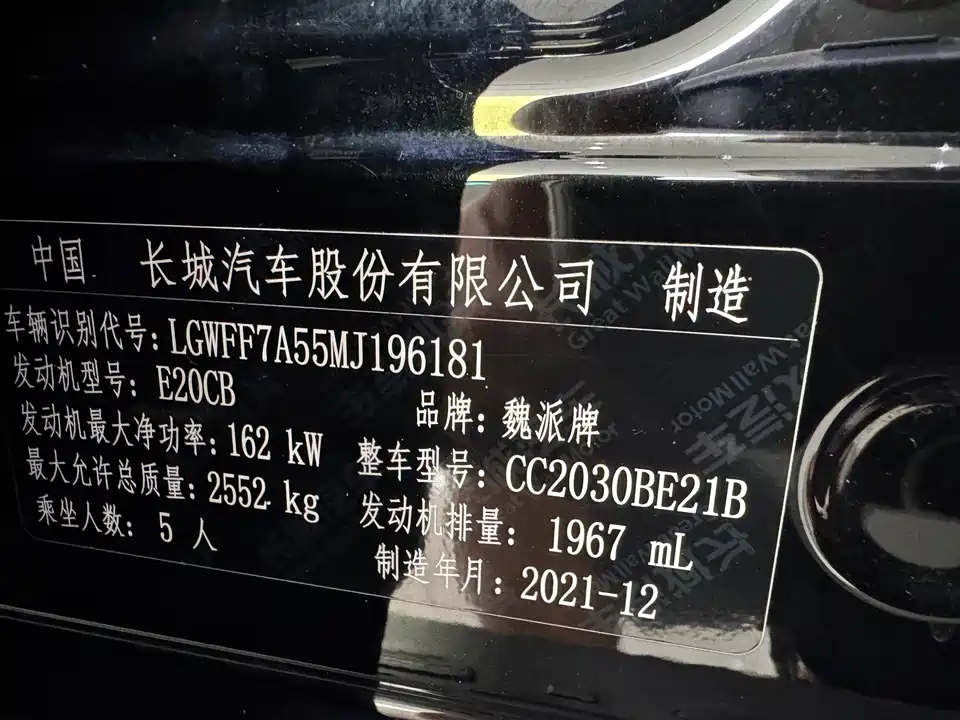 中国 长城汽车股份有限公司 制造
车辆识别代号：LGWFF7A55MJ196181
发动机型号：E20CB
品牌：魏派牌
发动机最大净功率：162 kW
整车型号：CC2030BE21B
最大允许总质量：2552 kg
发动机排量：1967 mL
乘坐人数：5 人
制造年月：2021-12